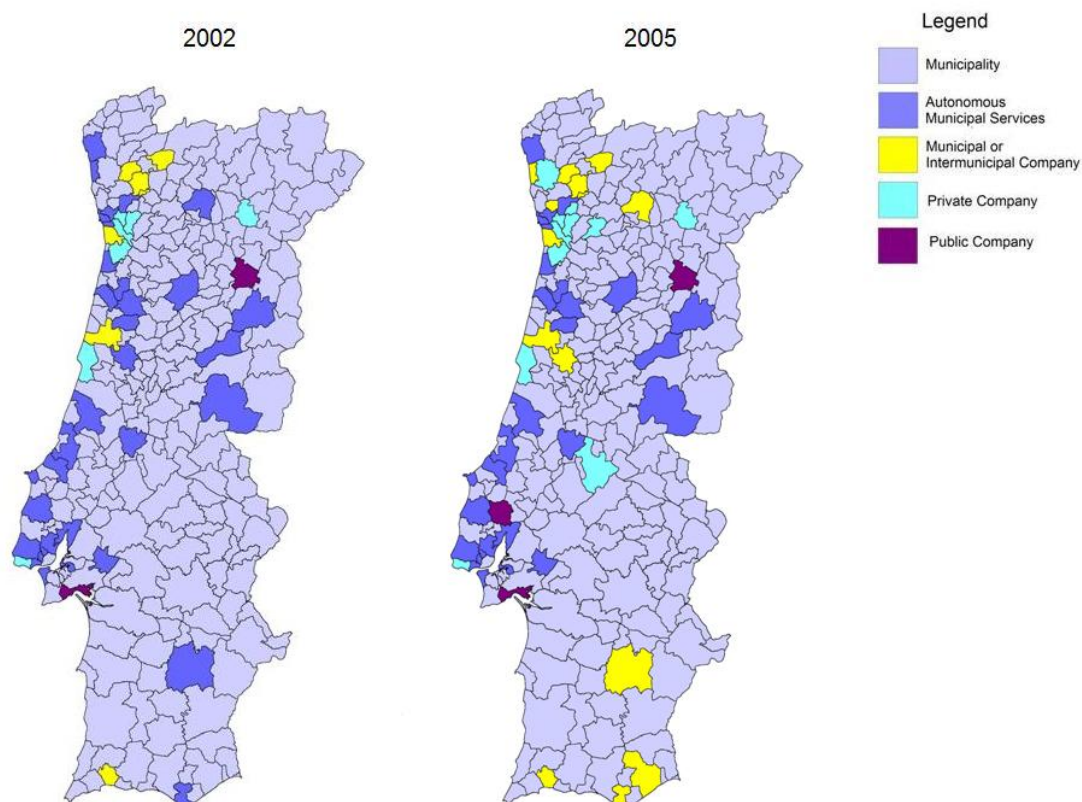 2002
2005
Legend
Municipality
Autonomous
Municipal Services
Municipal or
Intermunicipal Company
Private Company
Public Company